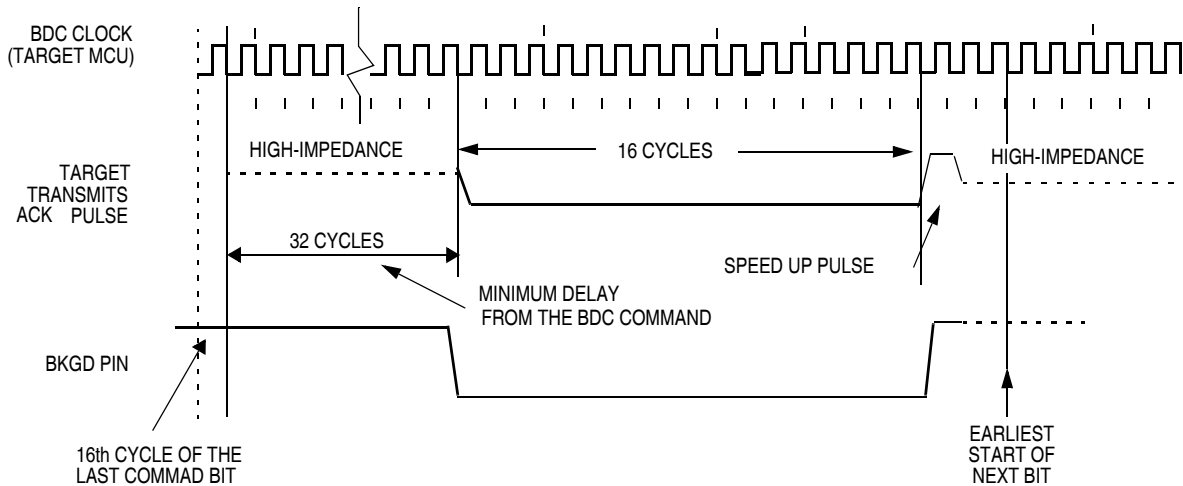 BDC CLOCK
(TARGET MCU)
HIGH-IMPEDANCE
16 CYCLES
HIGH-IMPEDANCE
TARGET
TRANSMITS
ACK PULSE
32 CYCLES
SPEED UP PULSE
MINIMUM DELAY
FROM THE BDC COMMAND
BKGD PIN
16th CYCLE OF THE
LAST COMMAD BIT
EARLIEST
START OF
NEXT BIT